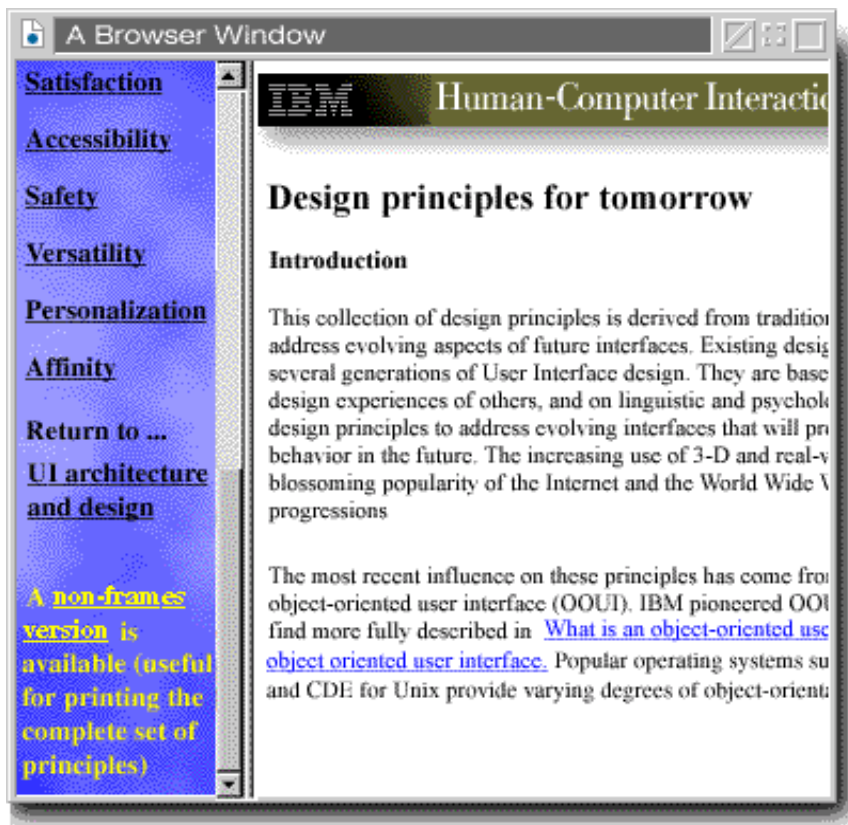 A Browser Window
Satisfaction
Accessibility
Safety
Versatility
Personalization
Affinity
Return to ...
UI architecture
and design
A non-frames
version is
available (useful
for printing the
complete set of
principles)
IBM Human-Computer Interactio
Design principles for tomorrow
Introduction
This collection of design principles is derived from tradition
address evolving aspects of future interfaces. Existing desig
several generations of User Interface design. They are base
design experiences of others, and on linguistic and psychol
design principles to address evolving interfaces that will pr
behavior in the future. The increasing use of 3-D and real-
blossoming popularity of the Internet and the World Wide
progressions
The most recent influence on these principles has come fro
object-oriented user interface (OOUI). IBM pioneered OOU
find more fully described in What is an object-oriented use
object oriented user interface. Popular operating systems su
and CDE for Unix provide varying degrees of object-orient